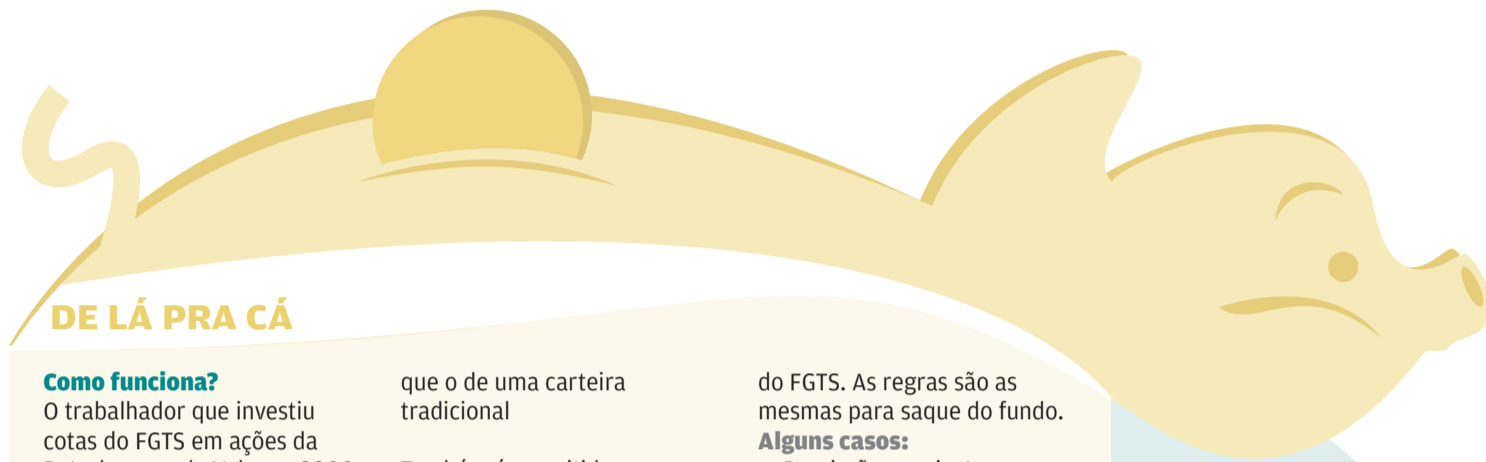 DE LÁ PRA CÁ
Como funciona?
O trabalhador que investiu
cotas do FGTS em ações da
que o de uma carteira
tradicional
do FGTS. As regras são as
mesmas para saque do fundo.
Alguns casos: